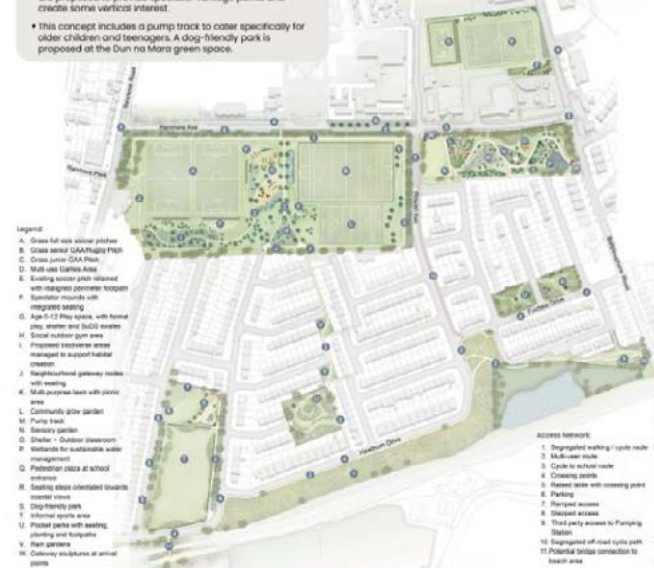 create some vertical interest.
• This concept includes a pump track to cater specifically for
older children and teenagers. A dog-friendly park is
proposed at the Dun na Mara green space.
Renmore Road
Renmore Ave
Renmore Park
Ballyloughane Road
Hawthorn Drive
Legend:
A. Grass full size soccer pitches
B. Grass senior GAA/Rugby Pitch
C. Grass junior GAA Pitch
D. Multi use Games Area
E. Existing soccer pitch retained
with realigned perimeter footpath
F. Spectator mounds with
integrated seating
G. Age 0-12 Play space, with formal
play, shelter and SuDS swales
H. Social outdoor gym area
I. Proposed biodiverse areas
managed to support habitat
creation
J. Neighbourhood gateway nodes
with seating
K. Multi-purpose lawn with picnic
area
L. Community grow garden
M. Pump track
N. Sensory garden
O. Shelter + Outdoor classroom
P. Wetlands for sustainable water
management
Q. Pedestrian plaza at school
entrance
R. Seating steps orientated towards
coastal views
S. Dog-friendly park
T. Informal sports area
U. Pocket parks with seating,
planting and footpaths
V. Rain gardens
W. Gateway sculptures at arrival
points
Access Network:
1. Segregated walking / cycle route
2. Multi-user route
3. Cycle to school route
4. Crossing points
5. Raised table with crossing point
6. Parking
7. Ramped access
8. Stepped access
9. Third party access to Pumping
Station
10. Segregated off-road cycle path
11. Potential bridge connection to
beach area